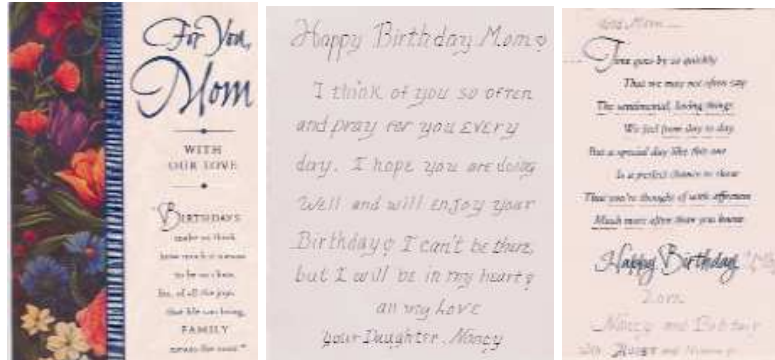 For You,
Mom
WITH
OUR LOVE
BIRTHDAYS
make us think
how much it means
to be so close,
for, of all the joys
that life can bring,
FAMILY
means the most.
Happy Birthday Mom
I think of you so often
and pray for you EVERY
day. I hope you are doing
Well and will enjoy your
Birthday I can't be there,
but I will be in my heart
all my Love
your Daughter. Nancy
and Mom
Time goes by so quickly
That we may not often say
The sentimental, loving things
We feel from day to day
But a special day like this one
Is a perfect chance to show
That you're thought of with affection
Much more often than you know
Happy Birthday
Love
Nancy and